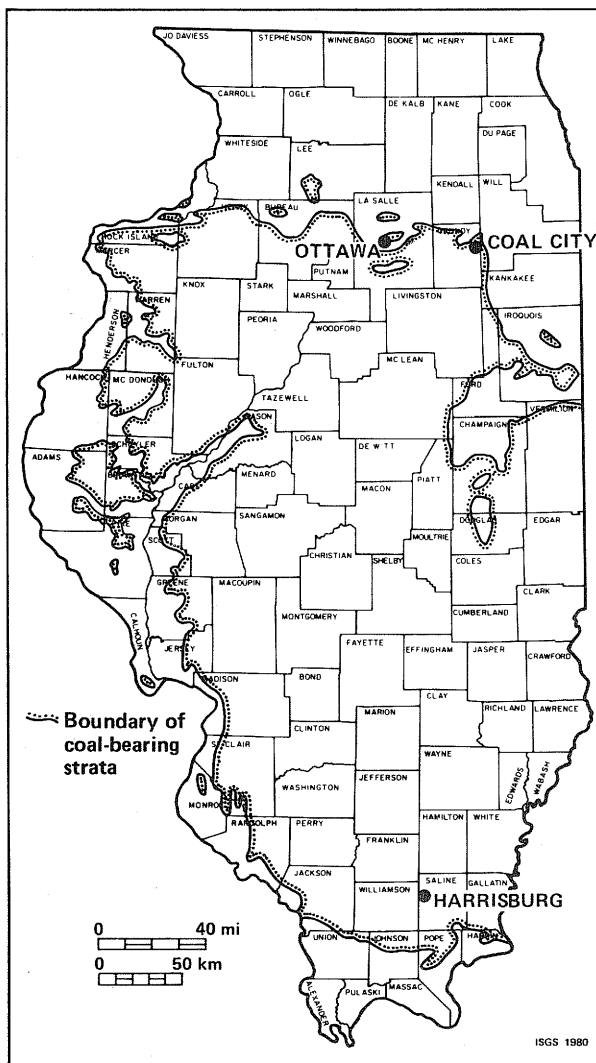 JO DAVIESS
STEPHENSON
WINNEBAGO
BOONE
MC HENRY
LAKE
CARROLL
OGLE
DE KALB
KANE
COOK
DU PAGE
WHITESIDE
LEE
KENDALL
WILL
BUREAU
LA SALLE
ROCK ISLAND
OTTAWA
COAL CITY
PUTNAM
KANKAKEE
KNOX
STARK
MARSHALL
LIVINGSTON
IROQUOIS
WARREN
HENDERSON
PEORIA
WOODFORD
FULTON
MC LEAN
HANCOCK
FORD
TAZEWELL
CHAMPAIGN
VERMILION
LOGAN
ADAMS
DE WITT
MENARD
PIATT
MACON
SANGAMON
DOUGLAS
EDGAR
MOULTRIE
SCOTT
CHRISTIAN
SHELBY
COLES
GREENE
MACOUPIN
CLARK
CALHOUN
MONTGOMERY
CUMBERLAND
JERSEY
FAYETTE
EFFINGHAM
JASPER
CRAWFORD
BOND
CLAY
MARION
RICHLAND
LAWRENCE
Boundary of
coal-bearing
strata
CLINTON
WAYNE
EDWARDS
WABASH
WASHINGTON
JEFFERSON
RANDOLPH
PERRY
HAMILTON
WHITE
FRANKLIN
JACKSON
WILLIAMSON
SALINE
GALLATIN
HARRISBURG
0 40 mi
0 50 km
UNION
JOHNSON
POPE
ALEXANDER
PULASKI
MASSAC
ISGS 1980